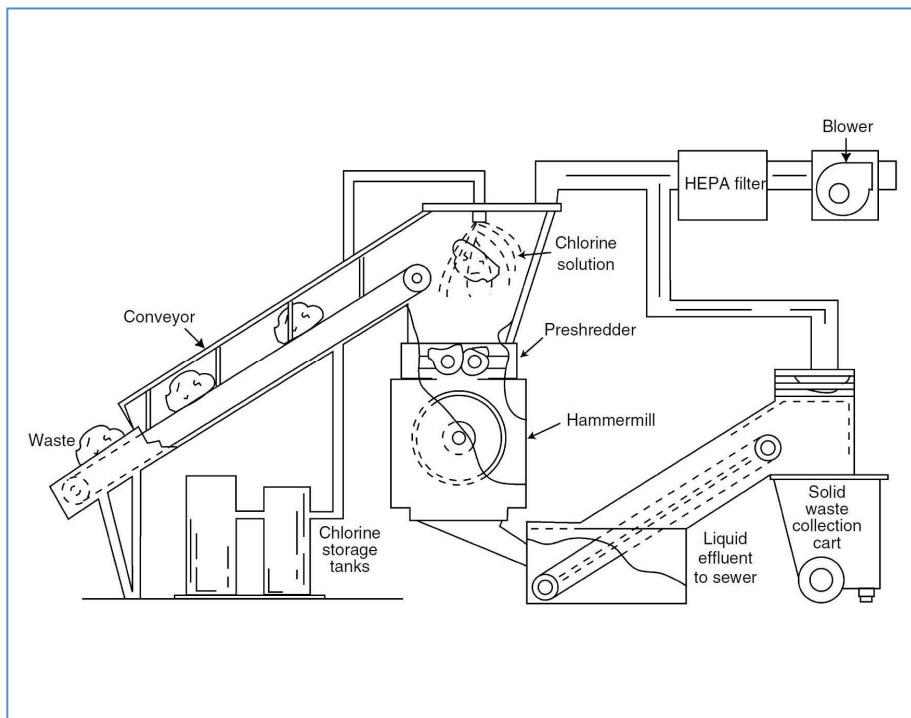 Blower
HEPA filter
Chlorine
solution
Conveyor
Preshredder
Hammermill
Waste
Chlorine
storage
tanks
Liquid
effluent
to sewer
Solid
waste
collection
cart